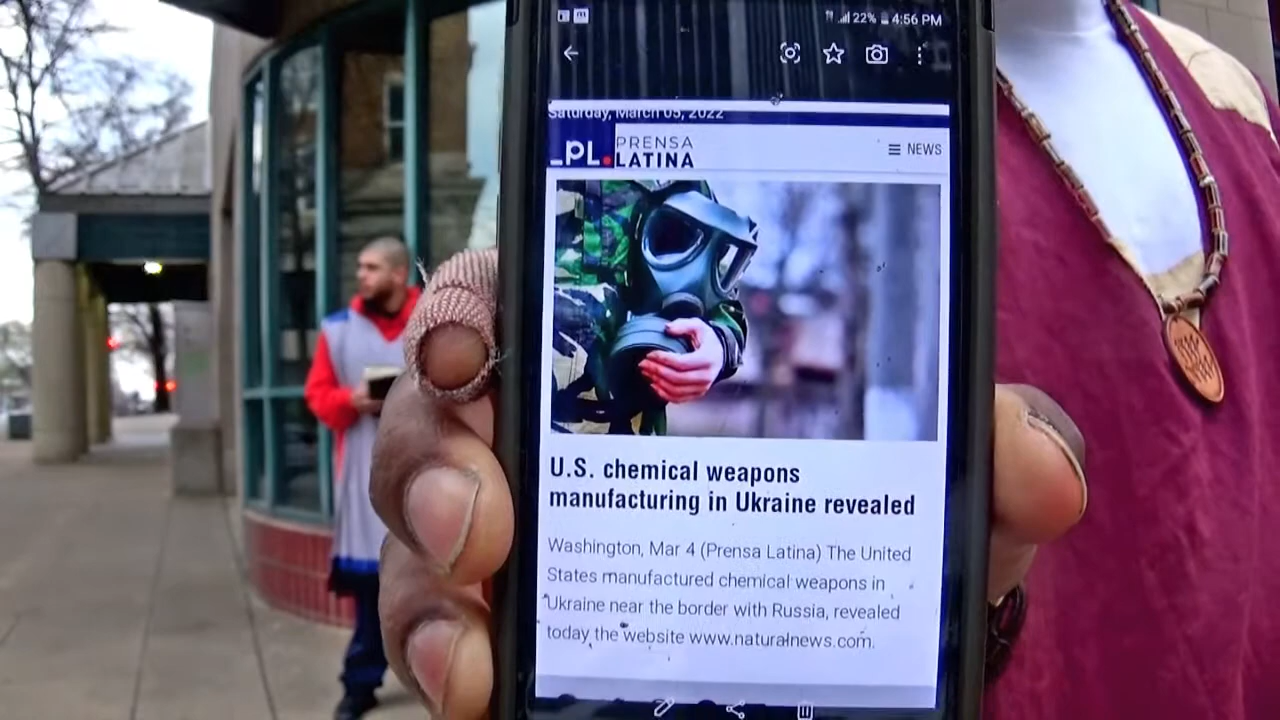 22% 4:56 PM
Saturday, March 05, 2022
_PL. PRENSA LATINA
NEWS
U.S. chemical weapons
manufacturing in Ukraine revealed
Washington, Mar 4 (Prensa Latina) The United
States manufactured chemical weapons in
Ukraine near the border with Russia, revealed
today the website www.naturalnews.com.